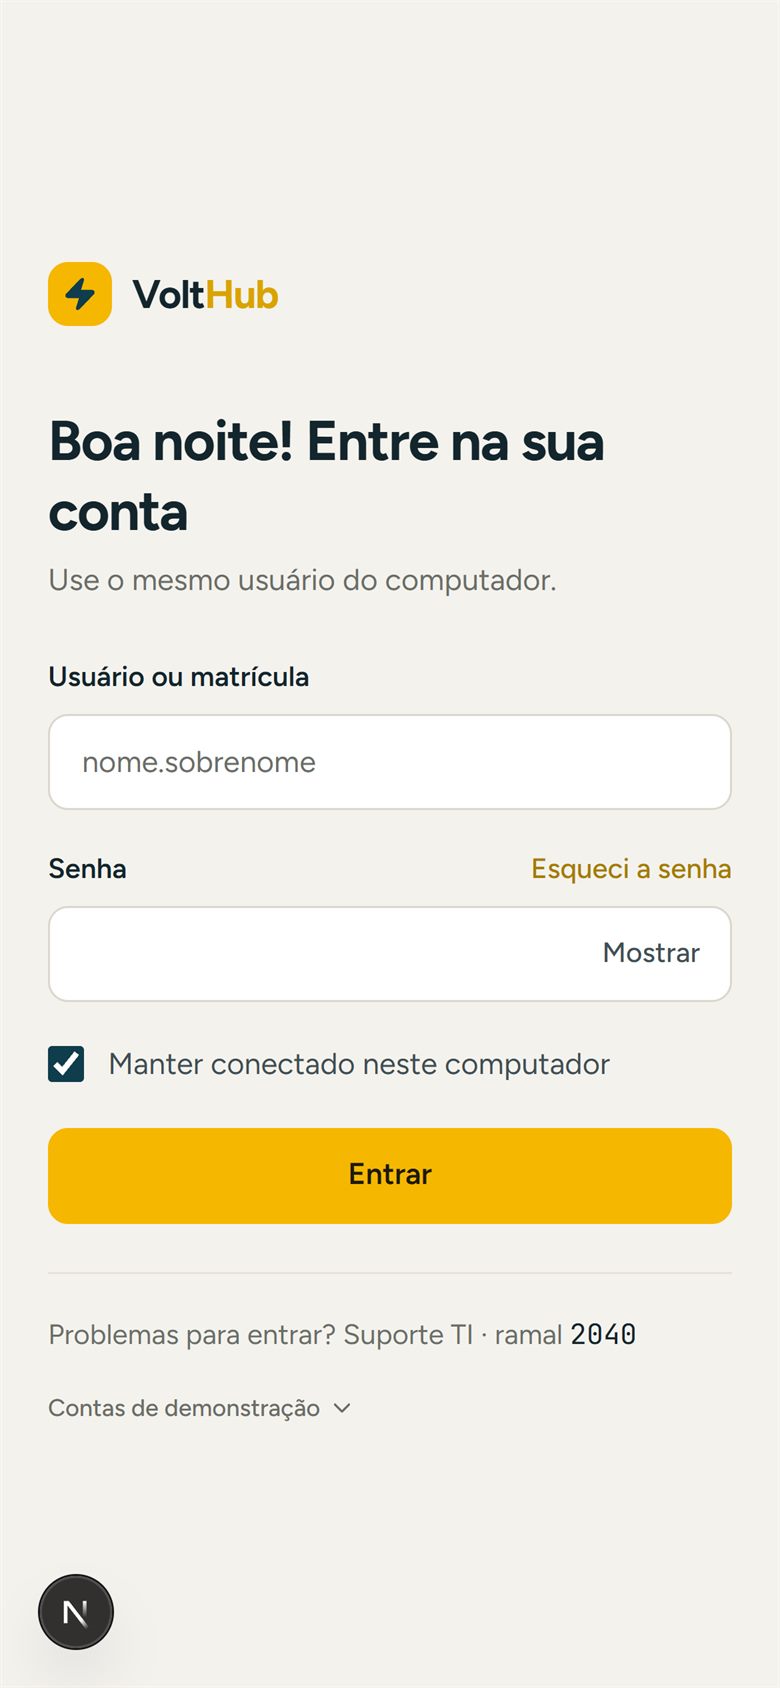 VoltHub
Boa noite! Entre na sua
conta
Use o mesmo usuário do computador.
Usuário ou matrícula
nome.sobrenome
Senha
Esqueci a senha
Mostrar
Manter conectado neste computador
Entrar
Problemas para entrar? Suporte TI · ramal 2040
Contas de demonstração
N